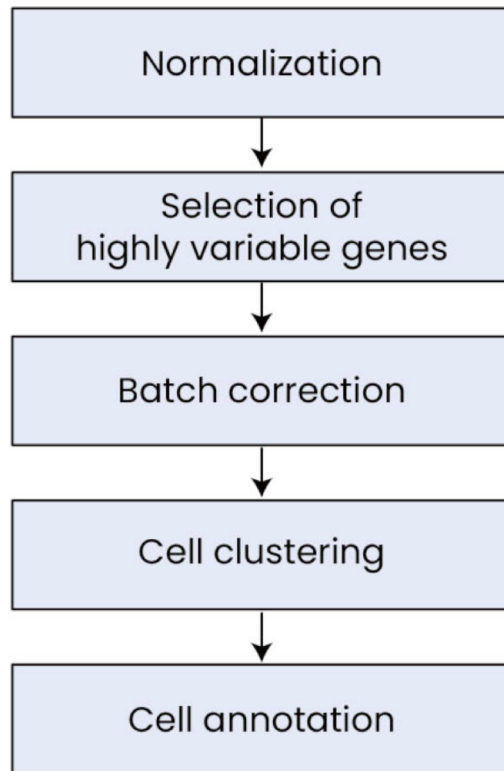 Normalization
Selection of
highly variable genes
Batch correction
Cell clustering
Cell annotation